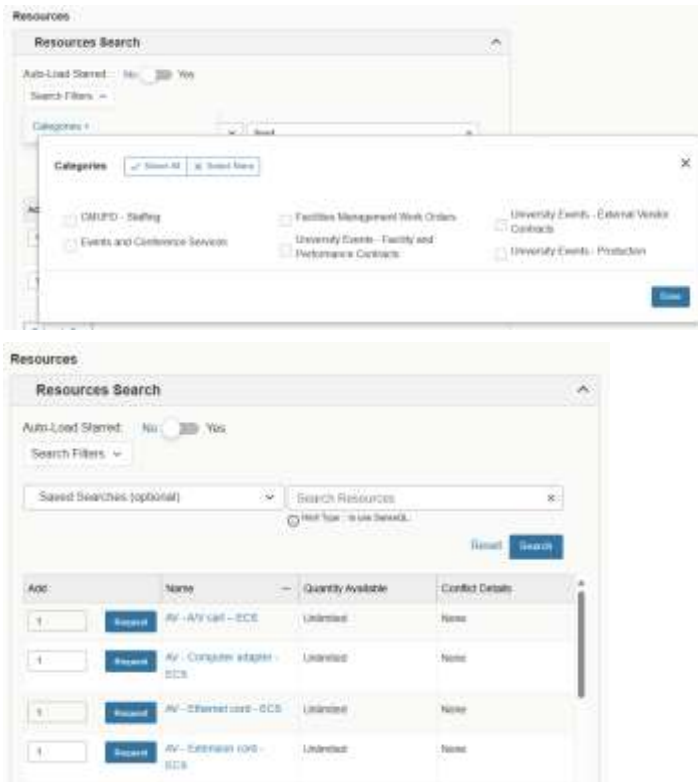 Resources
Resources Search
Auto-Load Starred: No Yes
Search Filters
Categories
Categories Select All Select None
CMUPD - Staffing
Facilities Management Work Orders
University Events - External Vendor Contracts
Events and Conference Services
University Events - Facility and Performance Contracts
University Events - Production
Resources
Resources Search
Auto-Load Starred: No Yes
Search Filters
Saved Searches (optional) Search Resources
Reset Search
Add Name Quantity Available Conflict Details
1 Request AV - A/V cart - ECS Unlimited None
1 Request AV - Computer adapter - ECS Unlimited None
1 Request AV - Ethernet cord - ECS Unlimited None
1 Request AV - Extension cord - ECS Unlimited None